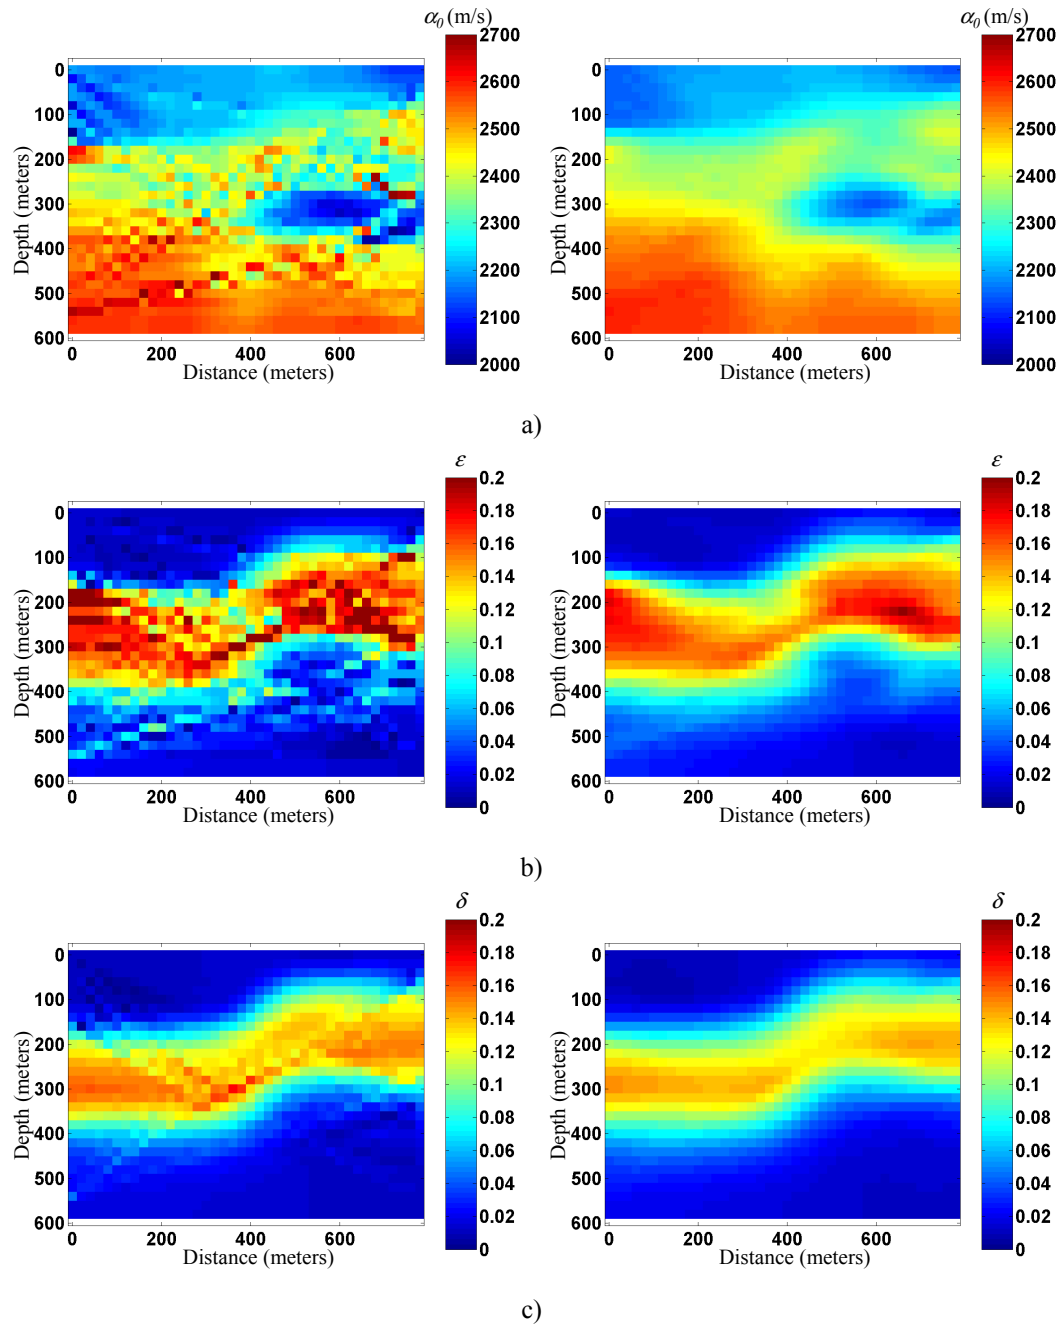 α₀ (m/s) α₀ (m/s)
2700 2700
2600 2600
2500 2500
2400 2400
2300 2300
2200 2200
2100 2100
2000 2000
0 100 200 300 400 500 600
Depth (meters)
0 200 400 600
Distance (meters)
0 100 200 300 400 500 600
Depth (meters)
0 200 400 600
Distance (meters)
a)
ε ε
0.2 0.2
0.18 0.18
0.16 0.16
0.14 0.14
0.12 0.12
0.1 0.1
0.08 0.08
0.06 0.06
0.04 0.04
0.02 0.02
0 0
0 100 200 300 400 500 600
Depth (meters)
0 200 400 600
Distance (meters)
0 100 200 300 400 500 600
Depth (meters)
0 200 400 600
Distance (meters)
b)
δ δ
0.2 0.2
0.18 0.18
0.16 0.16
0.14 0.14
0.12 0.12
0.1 0.1
0.08 0.08
0.06 0.06
0.04 0.04
0.02 0.02
0 0
0 100 200 300 400 500 600
Depth (meters)
0 200 400 600
Distance (meters)
0 100 200 300 400 500 600
Depth (meters)
0 200 400 600
Distance (meters)
c)